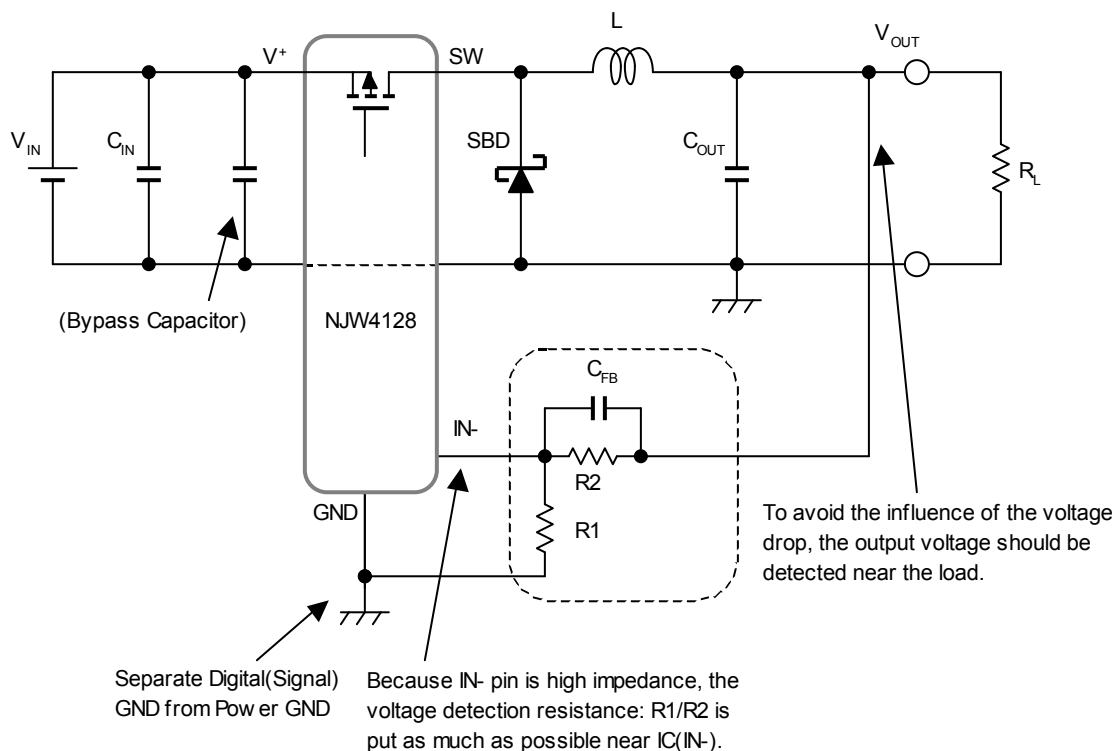 L
V+
SW
VOUT
VIN
CIN
SBD
COUT
RL
(Bypass Capacitor)
NJW4128
CFB
IN-
R2
GND
R1
To avoid the influence of the voltage
drop, the output voltage should be
detected near the load.
Separate Digital(Signal)
GND from Power GND
Because IN- pin is high impedance, the
voltage detection resistance: R1/R2 is
put as much as possible near IC(IN-).